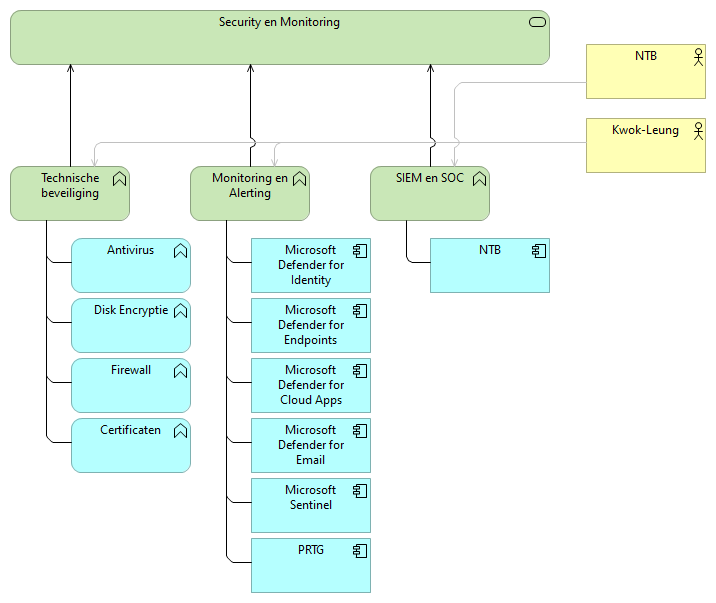 Security en Monitoring
NTB
Kwok-Leung
Technische
beveiliging
Monitoring en
Alerting
SIEM en SOC
Antivirus
Disk Encryptie
Firewall
Certificaten
Microsoft
Defender for
Identity
Microsoft
Defender for
Endpoints
Microsoft
Defender for
Cloud Apps
Microsoft
Defender for
Email
Microsoft
Sentinel
PRTG
NTB